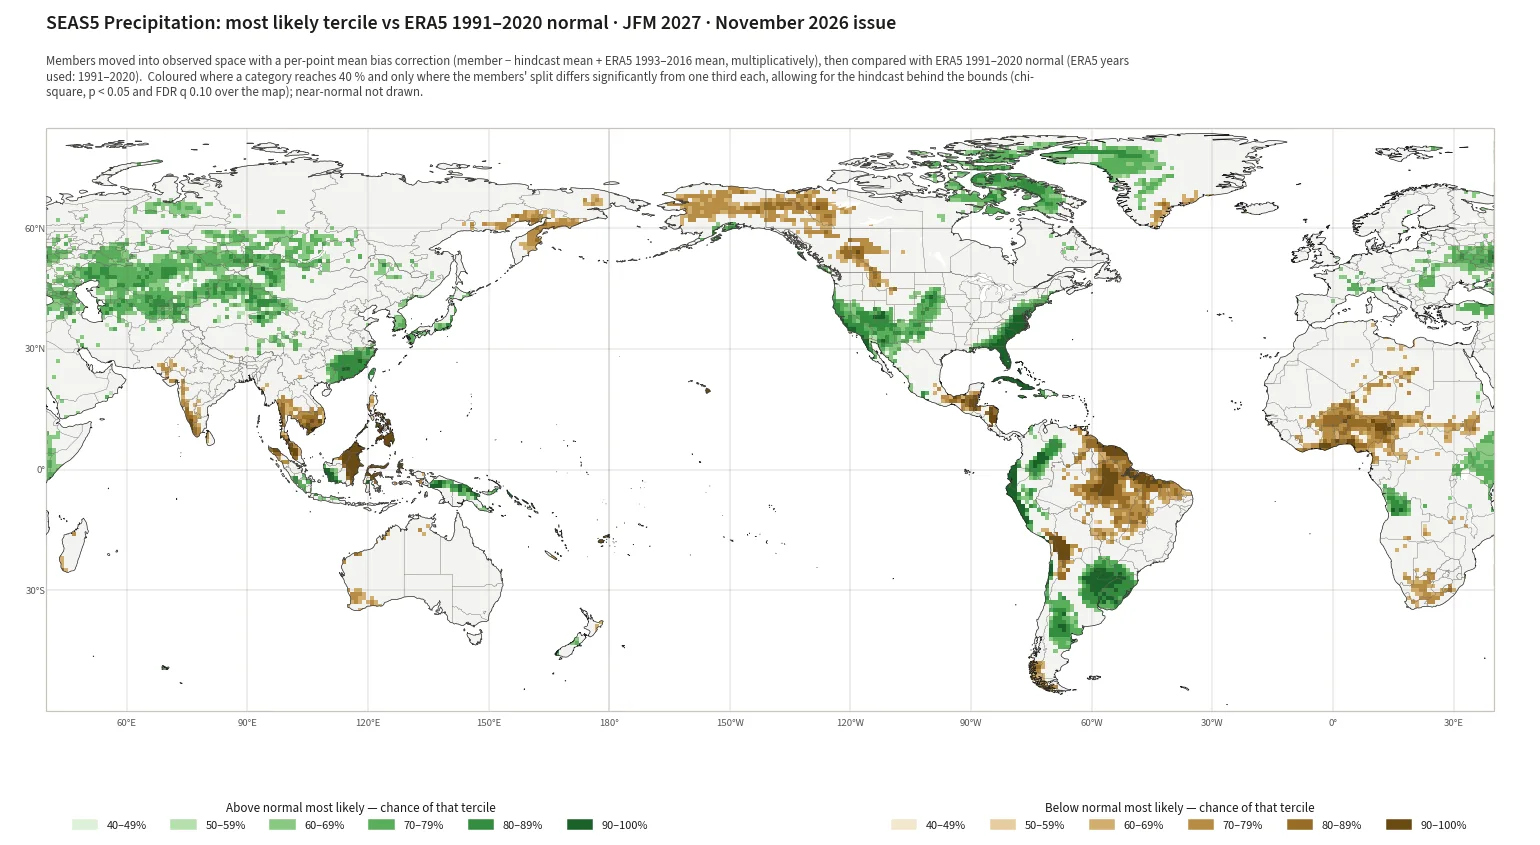 SEAS5 Precipitation: most likely tercile vs ERA5 1991–2020 normal · JFM 2027 · November 2026 issue
Members moved into observed space with a per-point mean bias correction (member − hindcast mean + ERA5 1993–2016 mean, multiplicatively), then compared with ERA5 1991–2020 normal (ERA5 years
used: 1991–2020).  Coloured where a category reaches 40 % and only where the members' split differs significantly from one third each, allowing for the hindcast behind the bounds (chi-
square, p < 0.05 and FDR q 0.10 over the map); near-normal not drawn.
60°N
30°N
0°
30°S
60°E 90°E 120°E 150°E 180° 150°W 120°W 90°W 60°W 30°W 0° 30°E
Above normal most likely — chance of that tercile
40–49% 50–59% 60–69% 70–79% 80–89% 90–100%
Below normal most likely — chance of that tercile
40–49% 50–59% 60–69% 70–79% 80–89% 90–100%